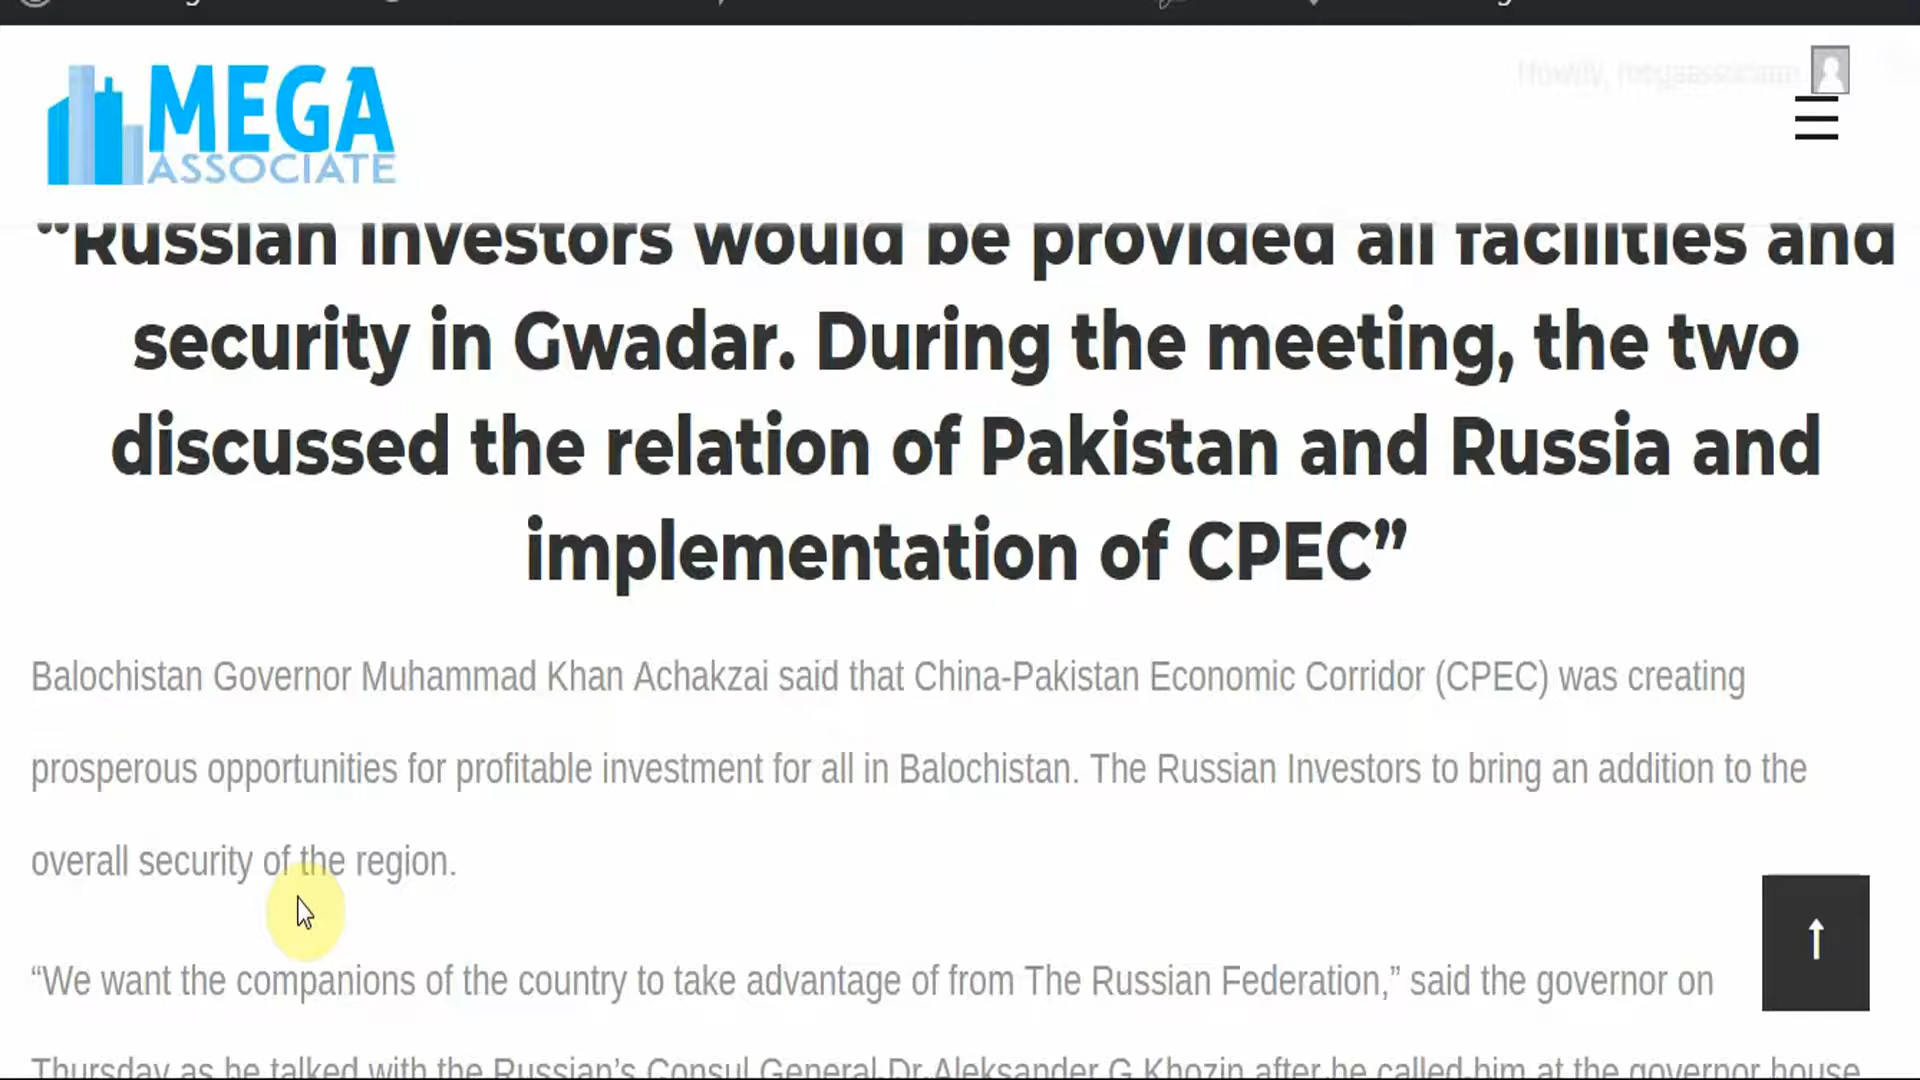 Howdy, megaassociate
MEGA
ASSOCIATE
“Russian Investors would be provided all facilities and
security in Gwadar. During the meeting, the two
discussed the relation of Pakistan and Russia and
implementation of CPEC”
Balochistan Governor Muhammad Khan Achakzai said that China-Pakistan Economic Corridor (CPEC) was creating
prosperous opportunities for profitable investment for all in Balochistan. The Russian Investors to bring an addition to the
overall security of the region.
“We want the companions of the country to take advantage of from The Russian Federation,” said the governor on
Thursday as he talked with the Russian’s Consul General Dr Aleksander G Khozin after he called him at the governor house